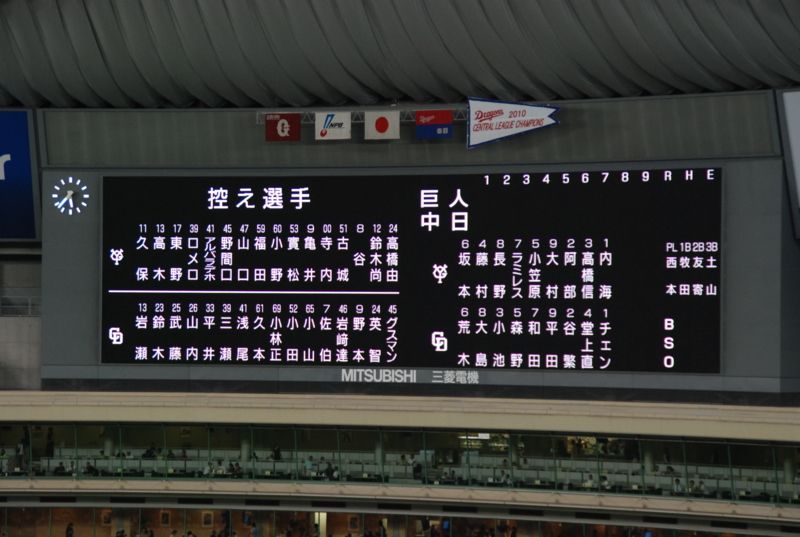 Dragons 2010
CENTRAL LEAGUE CHAMPIONS
NPB
控え選手
11 13 17 39 41 45 47 59 60 53 9 00 51 8 12 24
久保 高木 東野 ロメロ アルバラデホ 野間口 山口 福田 小野 實松 亀井 寺内 古城 谷 鈴木尚 高橋由
13 23 25 34 33 39 45 61 69 52 65 7 46 9 24 45
岩瀬 鈴木 武藤 山内 平井 三瀬 浅尾 久本 小林正 小田 小山 佐伯 岩﨑達 野本 英智 グスマン
1 2 3 4 5 6 7 8 9 R H E
巨人
中日
6 4 8 7 5 9 2 3 1
坂本 藤村 長野 ラミレス 小笠原 大村 阿部 高橋信 内海
6 8 3 7 5 9 2 4 1
荒木 大島 小池 森野 和田 平田 谷繁 堂上直 チェン
PL 1B 2B 3B
西本 牧田 友寄 土山
B
S
O
MITSUBISHI 三菱電機